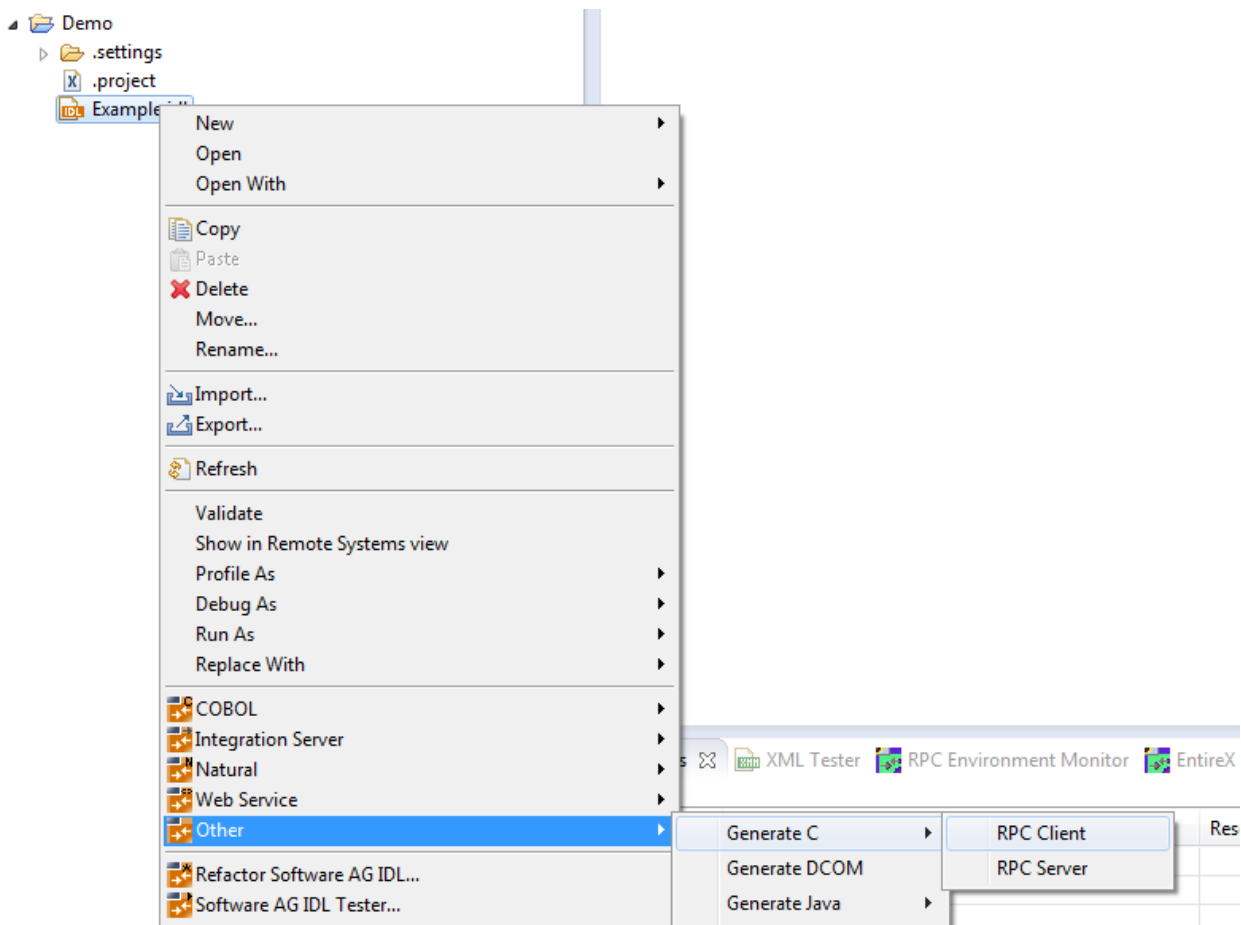 Demo
.settings
.project
Example
New
Open
Open With
Copy
Paste
Delete
Move...
Rename...
Import...
Export...
Refresh
Validate
Show in Remote Systems view
Profile As
Debug As
Run As
Replace With
COBOL
Integration Server
Natural
Web Service
Other
Refactor Software AG IDL...
Software AG IDL Tester...
XML Tester RPC Environment Monitor EntireX
Generate C
Generate DCOM
Generate Java
RPC Client
RPC Server
Res